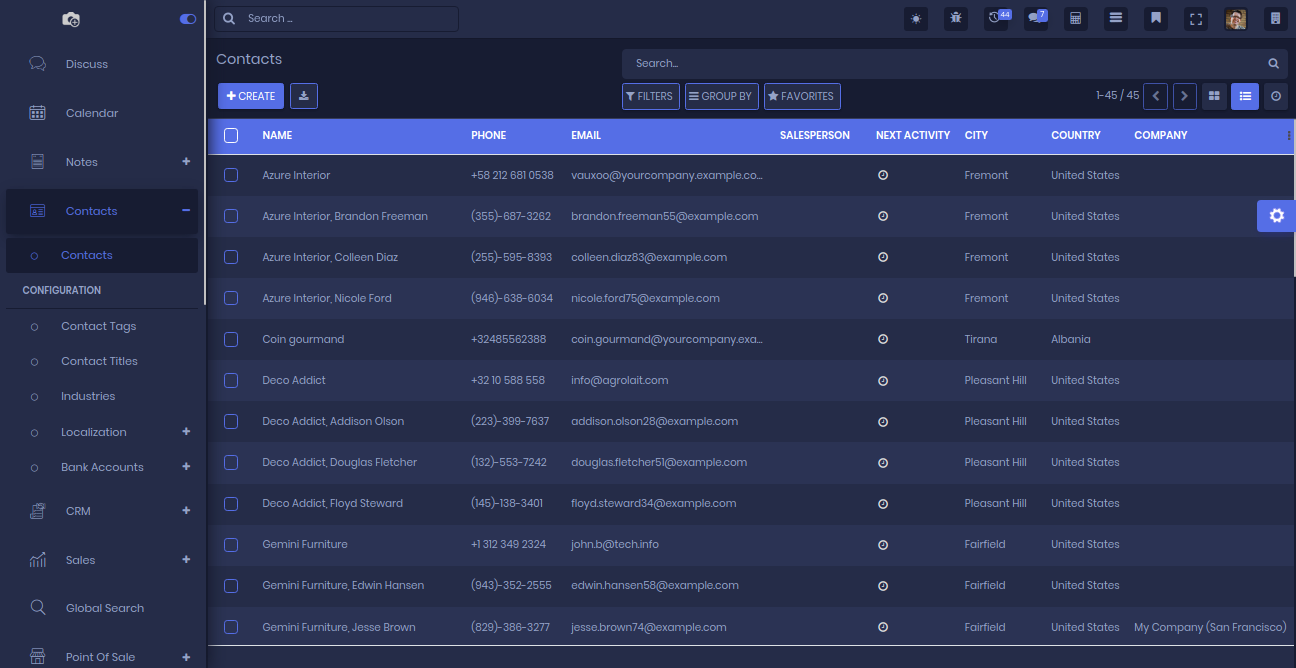 Search ...
44
7
Discuss
Calendar
Notes
Contacts
Contacts
CONFIGURATION
Contact Tags
Contact Titles
Industries
Localization
Bank Accounts
CRM
Sales
Global Search
Point Of Sale
Contacts
Search...
CREATE
FILTERS GROUP BY FAVORITES
1-45 / 45
NAME PHONE EMAIL SALESPERSON NEXT ACTIVITY CITY COUNTRY COMPANY
Azure Interior +58 212 681 0538 vauxoo@yourcompany.example.co... Fremont United States
Azure Interior, Brandon Freeman (355)-687-3262 brandon.freeman55@example.com Fremont United States
Azure Interior, Colleen Diaz (255)-595-8393 colleen.diaz83@example.com Fremont United States
Azure Interior, Nicole Ford (946)-638-6034 nicole.ford75@example.com Fremont United States
Coin gourmand +32485562388 coin.gourmand@yourcompany.exa... Tirana Albania
Deco Addict +32 10 588 558 info@agrolait.com Pleasant Hill United States
Deco Addict, Addison Olson (223)-399-7637 addison.olson28@example.com Pleasant Hill United States
Deco Addict, Douglas Fletcher (132)-553-7242 douglas.fletcher51@example.com Pleasant Hill United States
Deco Addict, Floyd Steward (145)-138-3401 floyd.steward34@example.com Pleasant Hill United States
Gemini Furniture +1 312 349 2324 john.b@tech.info Fairfield United States
Gemini Furniture, Edwin Hansen (943)-352-2555 edwin.hansen58@example.com Fairfield United States
Gemini Furniture, Jesse Brown (829)-386-3277 jesse.brown74@example.com Fairfield United States My Company (San Francisco)